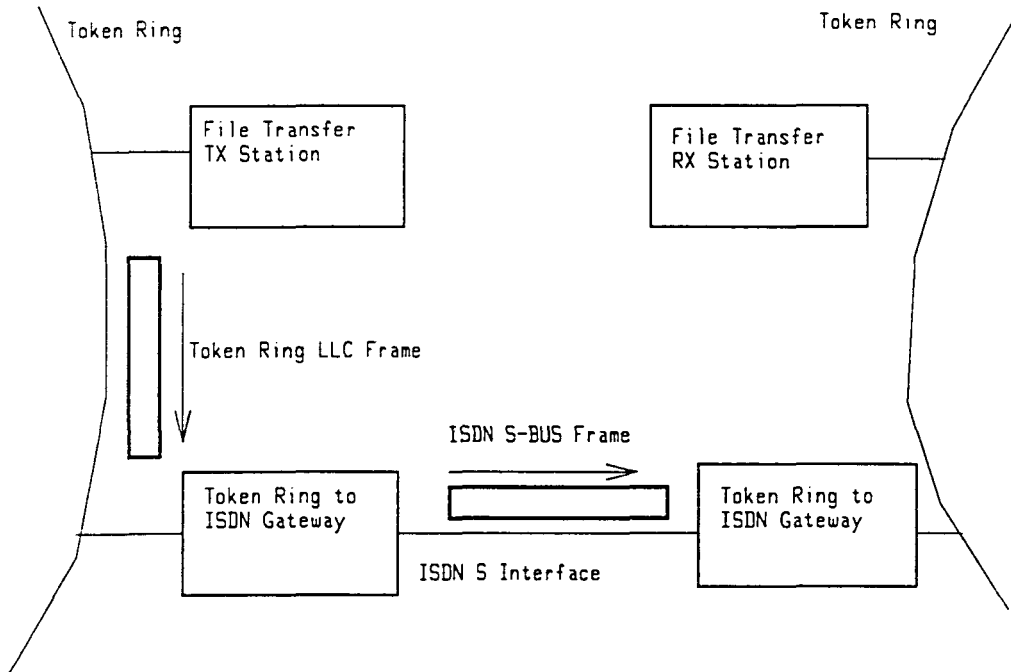 Token Ring
Token Ring
File Transfer
TX Station
File Transfer
RX Station
Token Ring LLC Frame
ISDN S-BUS Frame
Token Ring to
ISDN Gateway
Token Ring to
ISDN Gateway
ISDN S Interface